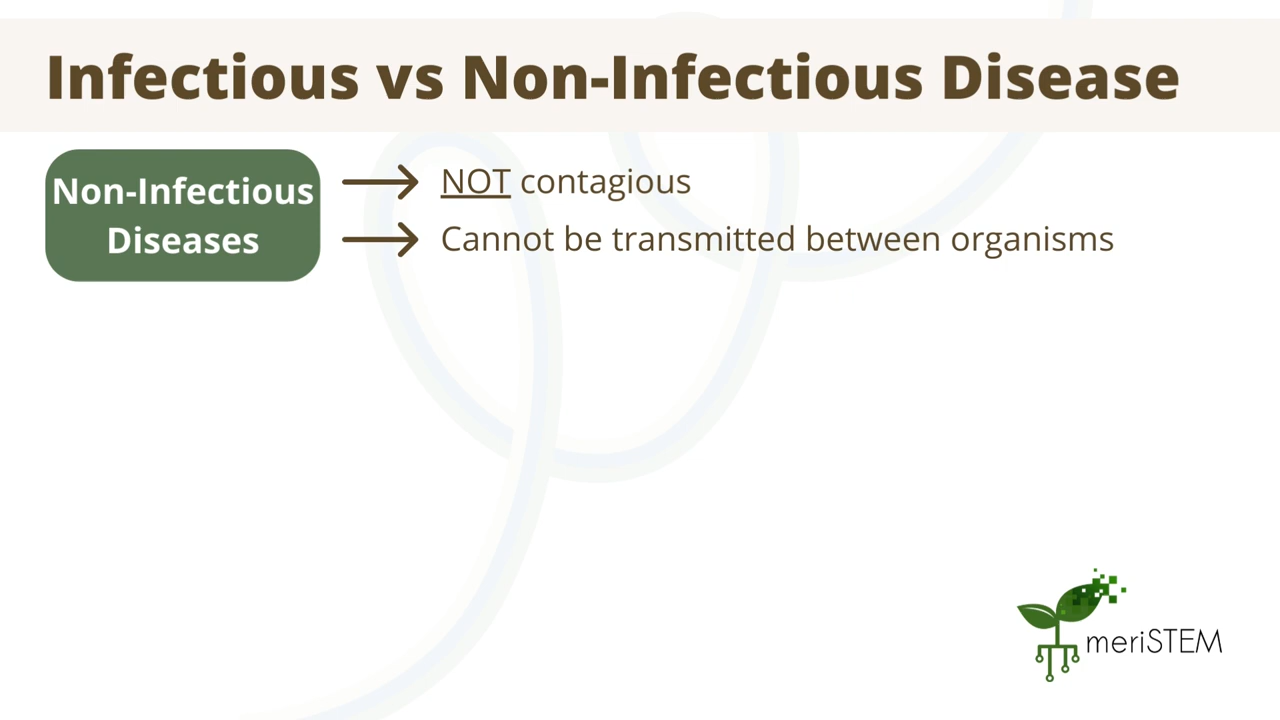 Infectious vs Non-Infectious Disease
Non-Infectious
Diseases
NOT contagious
Cannot be transmitted between organisms
meriSTEM